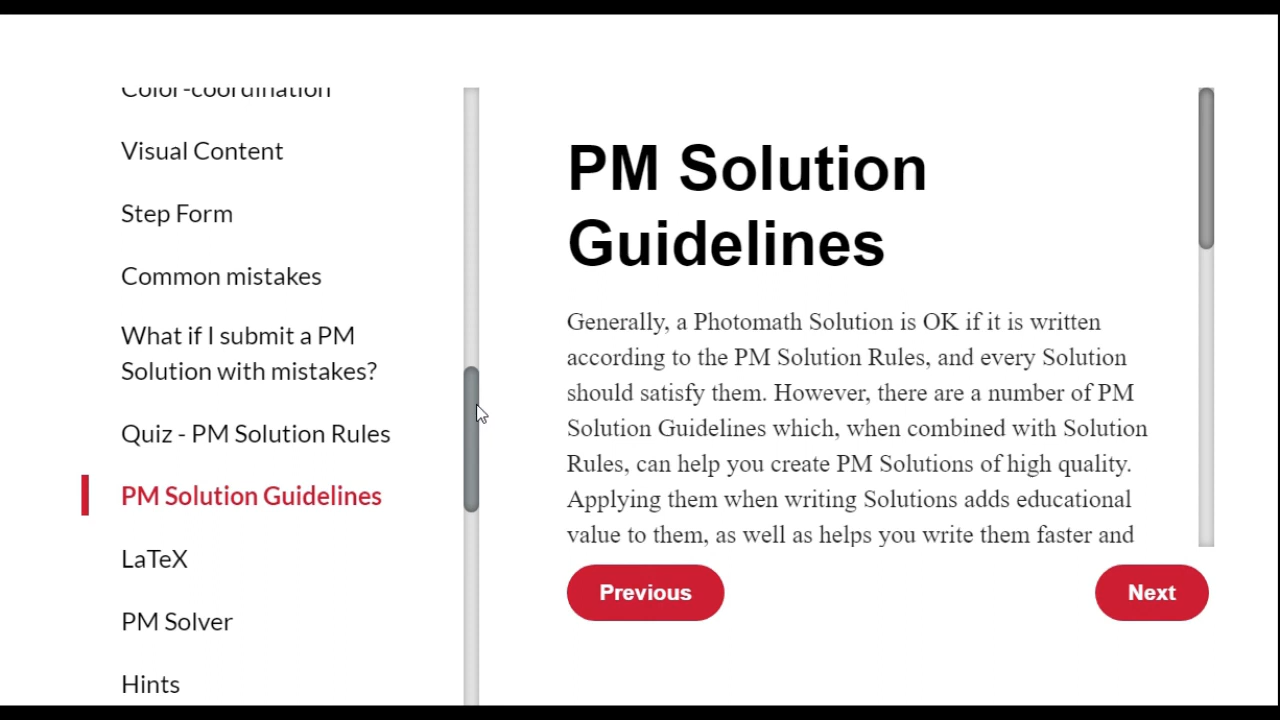 Color-coordination
Visual Content
Step Form
Common mistakes
What if I submit a PM
Solution with mistakes?
Quiz - PM Solution Rules
PM Solution Guidelines
LaTeX
PM Solver
Hints
PM Solution
Guidelines
Generally, a Photomath Solution is OK if it is written
according to the PM Solution Rules, and every Solution
should satisfy them. However, there are a number of PM
Solution Guidelines which, when combined with Solution
Rules, can help you create PM Solutions of high quality.
Applying them when writing Solutions adds educational
value to them, as well as helps you write them faster and
Previous
Next